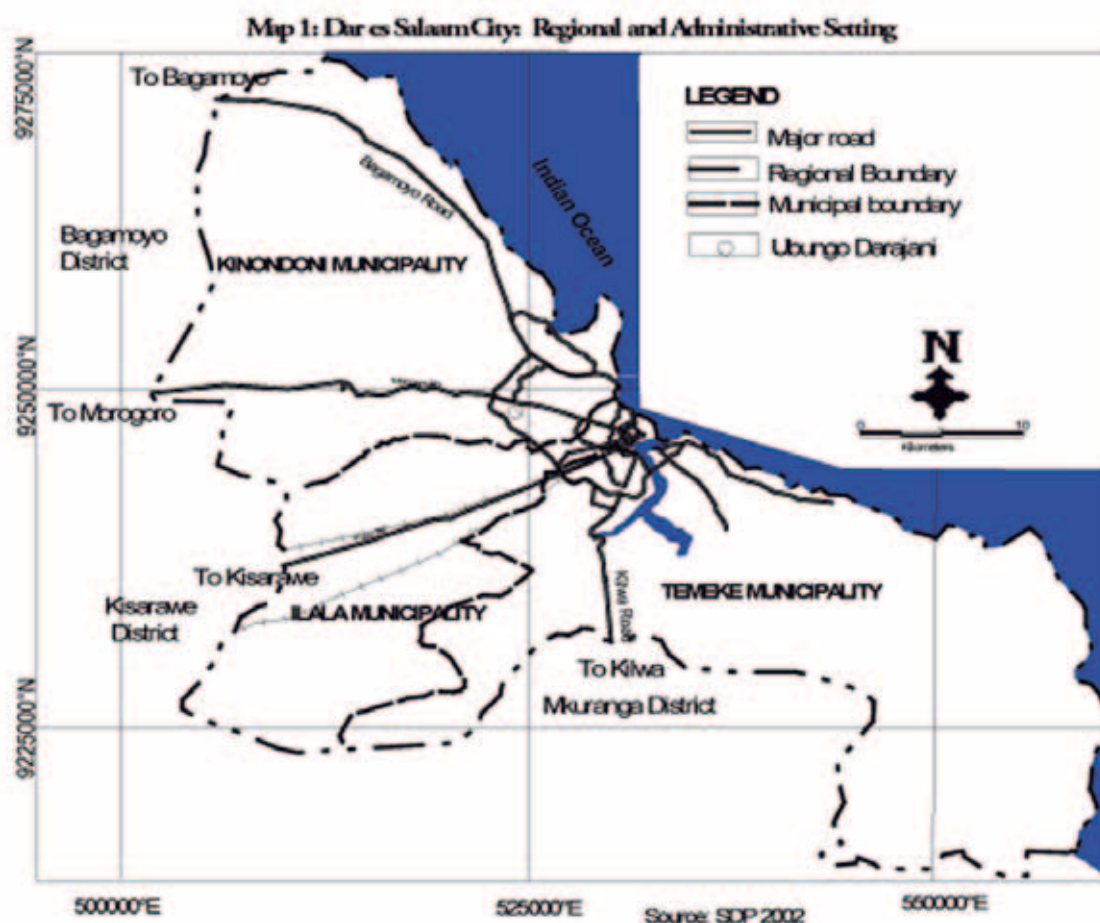 Map 1: Dar es Salaam City: Regional and Administrative Setting
9275000°N
To Bagamoyo
LEGEND
Major road
Regional Boundary
Municipal boundary
Ubungo Darajani
Bagamoyo Road
Indian Ocean
Bagamoyo
District
KINONDONI MUNICIPALITY
N
9250000°N
To Morogoro
0 10
Kilometers
To Kisarawe
Kisarawe
District
ILALA MUNICIPALITY
Kilwa Road
TEMEKE MUNICIPALITY
To Kilwa
Mkuranga District
9225000°N
500000°E
525000°E
550000°E
Source: SDP 2002